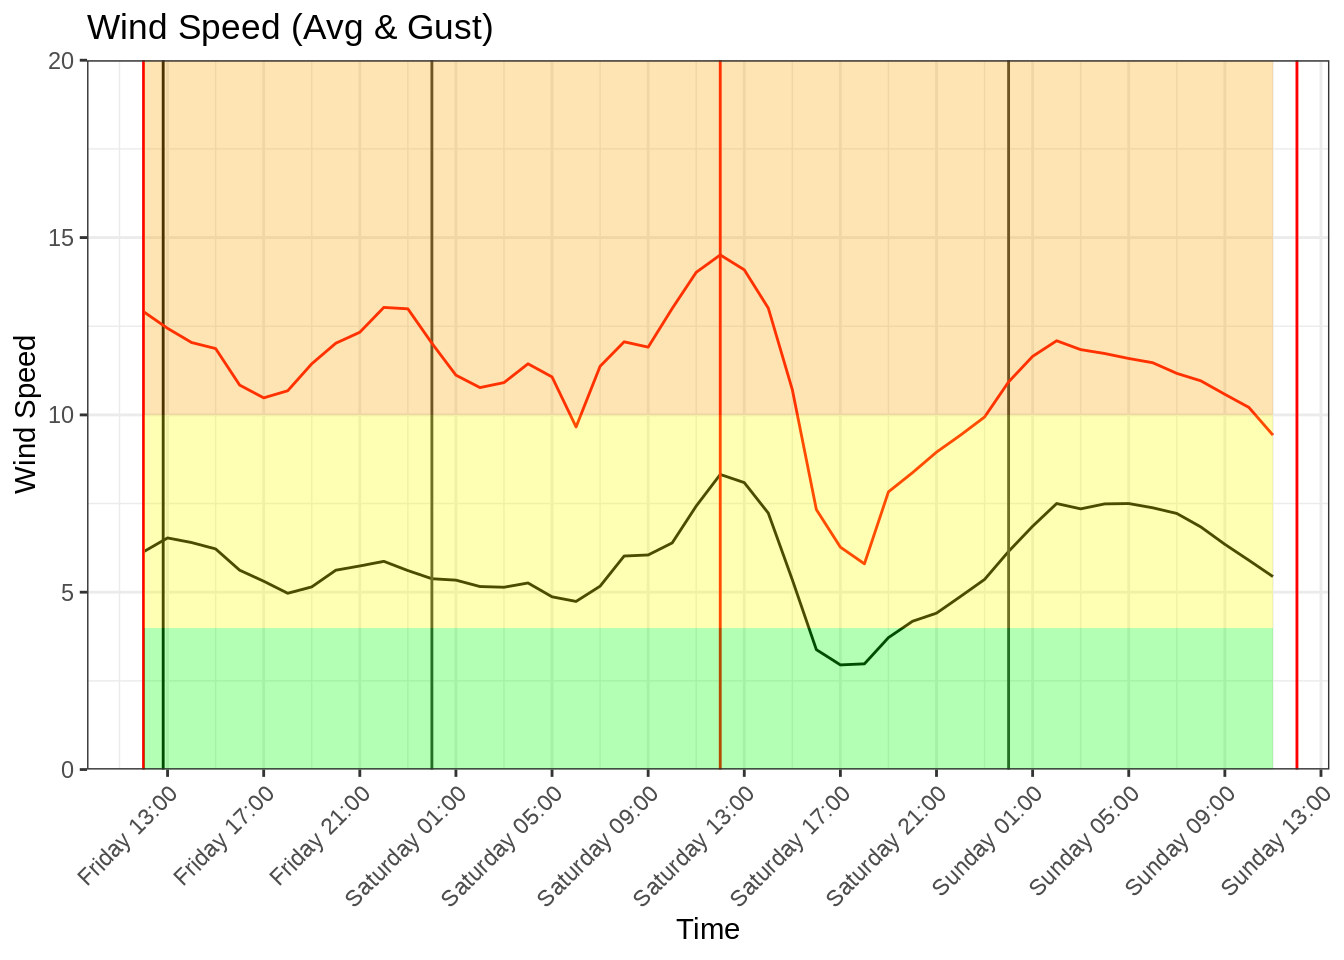 Wind Speed (Avg & Gust)
20
15
10
5
0
Wind Speed
Friday 13:00
Friday 17:00
Friday 21:00
Saturday 01:00
Saturday 05:00
Saturday 09:00
Saturday 13:00
Saturday 17:00
Saturday 21:00
Sunday 01:00
Sunday 05:00
Sunday 09:00
Sunday 13:00
Time